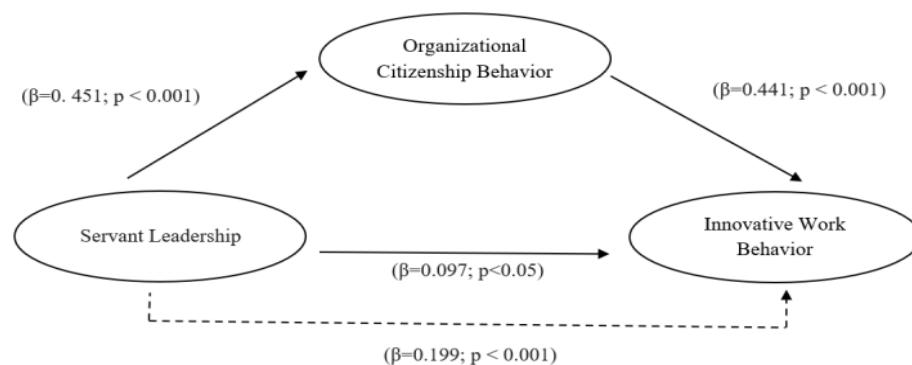 Organizational
Citizenship Behavior
(β=0. 451; p < 0.001)
(β=0.441; p < 0.001)
Servant Leadership
Innovative Work
Behavior
(β=0.097; p<0.05)
(β=0.199; p < 0.001)